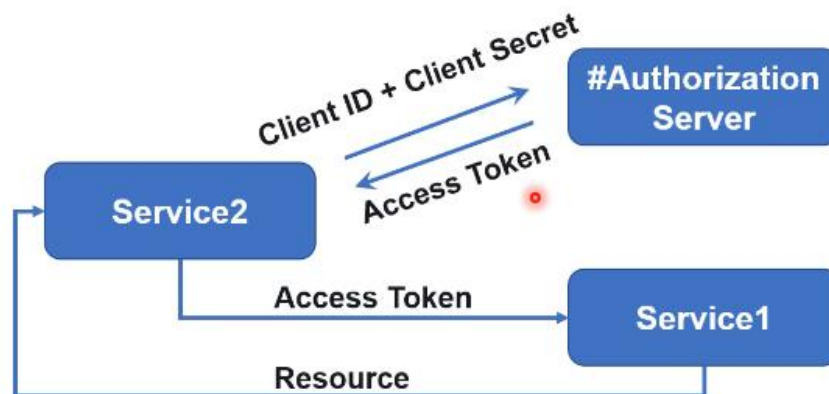 Client ID + Client Secret
#Authorization
Server
Access Token
Service2
Access Token
Service1
Resource